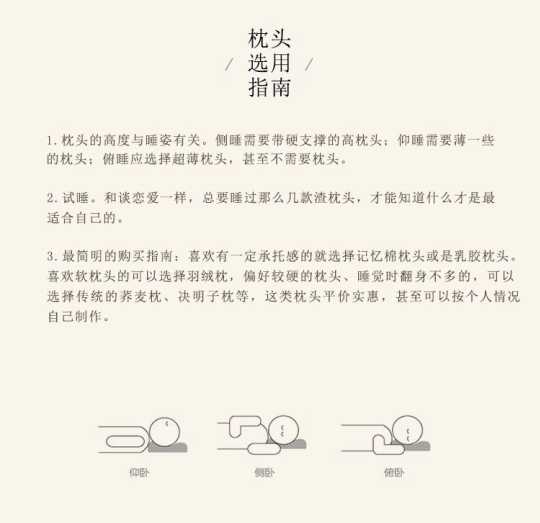 枕头
/ 选用 /
指南
1. 枕头的高度与睡姿有关。侧睡需要带硬支撑的高枕头；仰睡需要薄一些
的枕头；俯睡应选择超薄枕头，甚至不需要枕头。
2. 试睡。和谈恋爱一样，总要睡过那么几款渣枕头，才能知道什么才是最
适合自己的。
3. 最简明的购买指南：喜欢有一定承托感的就选择记忆棉枕头或是乳胶枕头。
喜欢软枕头的可以选择羽绒枕，偏好较硬的枕头、睡觉时翻身不多的，可以
选择传统的荞麦枕、决明子枕等，这类枕头平价实惠，甚至可以按个人情况
自己制作。
仰卧
侧卧
俯卧